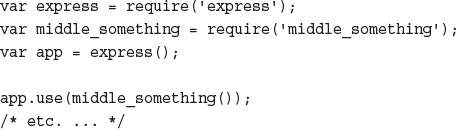 var express = require('express');
var middle_something = require('middle_something');
var app = express();

app.use(middle_something());
/* etc. ... */